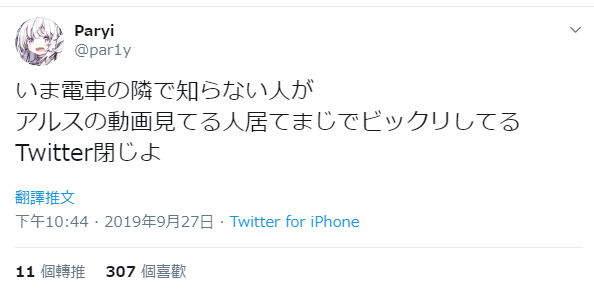 Paryi
@par1y
いま電車の隣で知らない人が
アルスの動画見てる人居てまじでビックリしてる
Twitter閉じよ
翻譯推文
下午10:44 · 2019年9月27日 · Twitter for iPhone
11 個轉推 307 個喜歡